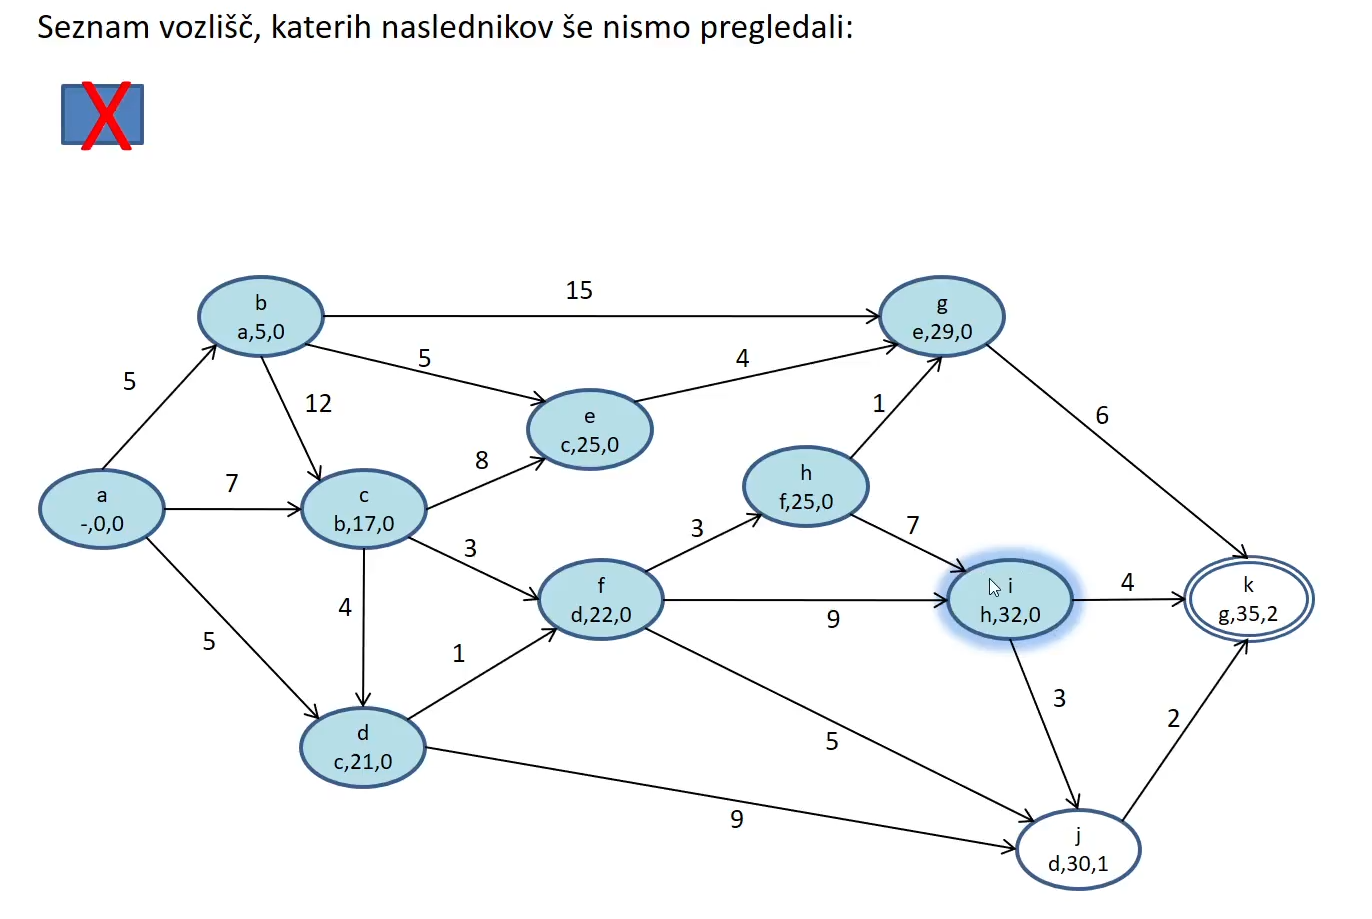 Seznam vozlišč, katerih naslednikov še nismo pregledali:
X
15
b
a,5,0
g
e,29,0
5
5
4
12
1
6
e
c,25,0
8
7
a
-,0,0
c
b,17,0
h
f,25,0
3
3
7
4
f
d,22,0
i
h,32,0
4
k
g,35,2
9
5
1
3
2
d
c,21,0
5
9
j
d,30,1